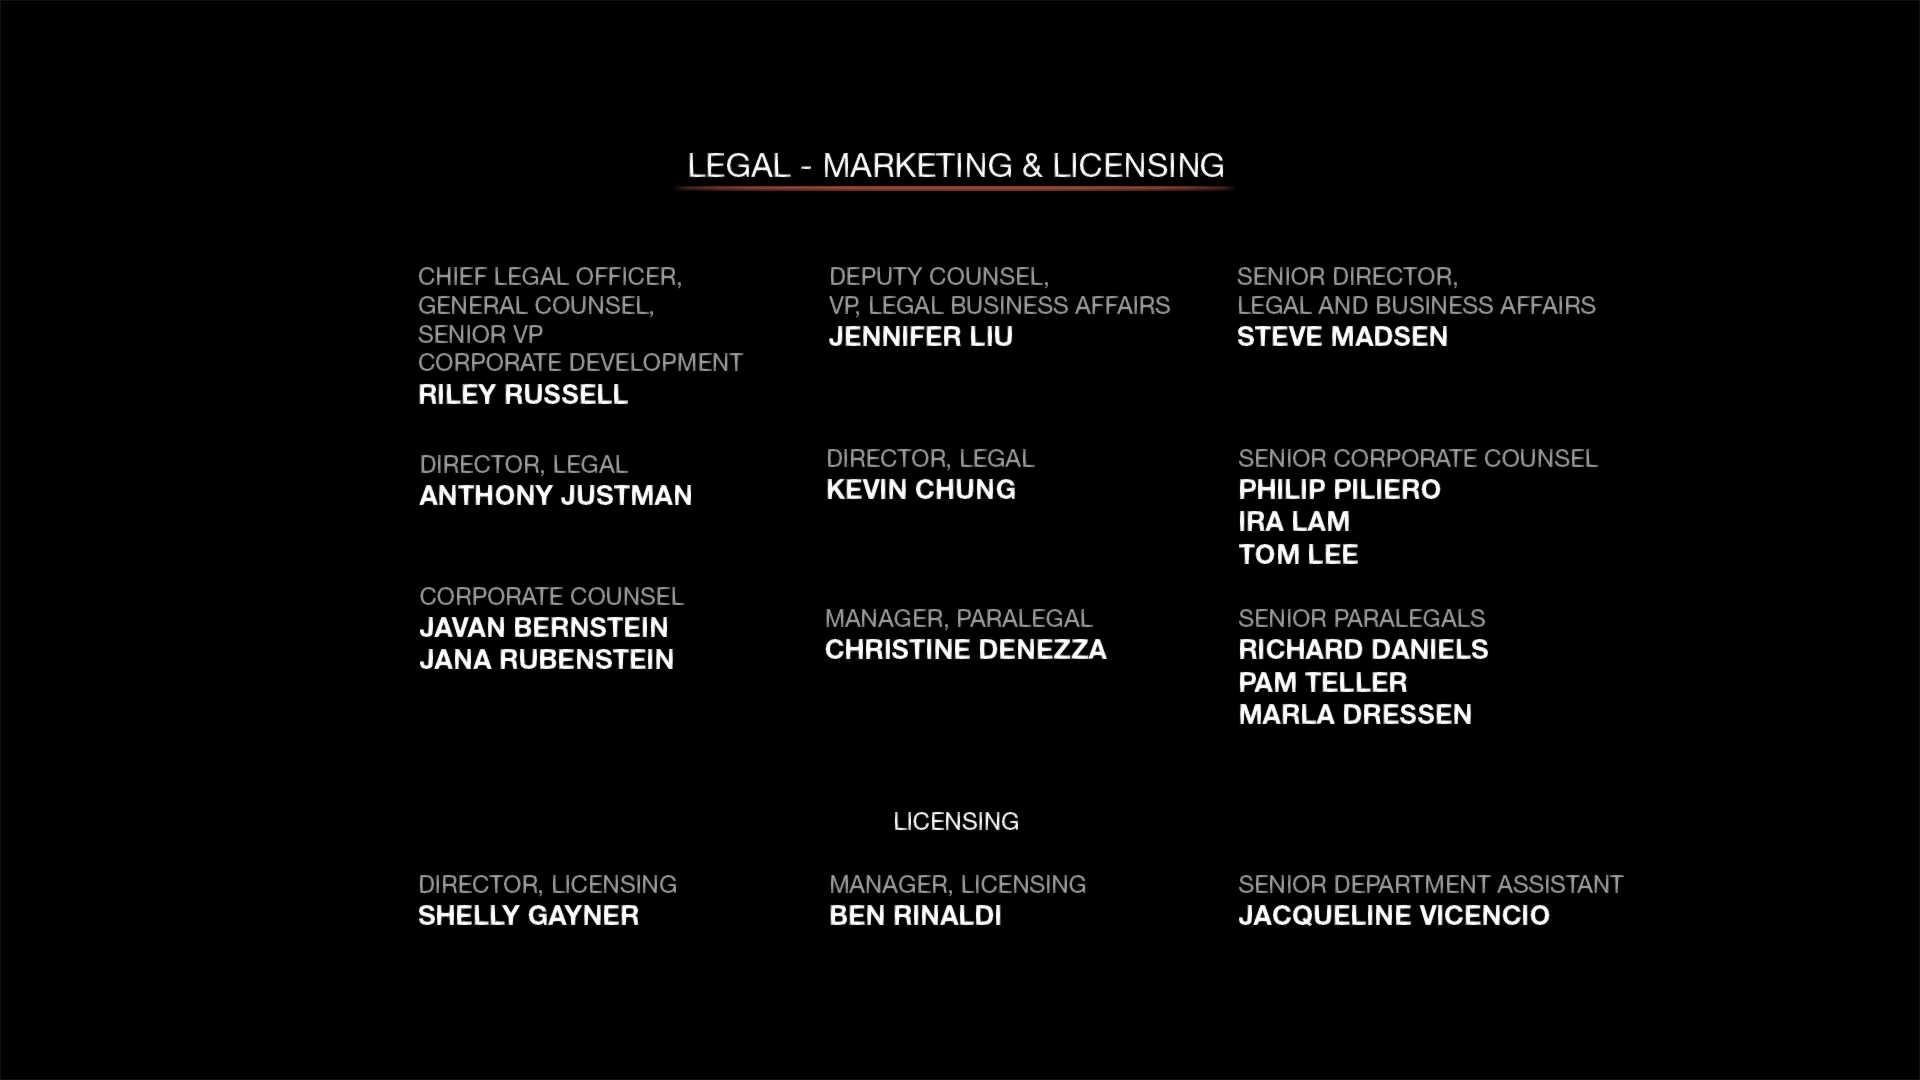 LEGAL - MARKETING & LICENSING
CHIEF LEGAL OFFICER,
GENERAL COUNSEL,
SENIOR VP
CORPORATE DEVELOPMENT
RILEY RUSSELL
DEPUTY COUNSEL,
VP, LEGAL BUSINESS AFFAIRS
JENNIFER LIU
SENIOR DIRECTOR,
LEGAL AND BUSINESS AFFAIRS
STEVE MADSEN
DIRECTOR, LEGAL
ANTHONY JUSTMAN
DIRECTOR, LEGAL
KEVIN CHUNG
SENIOR CORPORATE COUNSEL
PHILIP PILIERO
IRA LAM
TOM LEE
CORPORATE COUNSEL
JAVAN BERNSTEIN
JANA RUBENSTEIN
MANAGER, PARALEGAL
CHRISTINE DENEZZA
SENIOR PARALEGALS
RICHARD DANIELS
PAM TELLER
MARLA DRESSEN
LICENSING
DIRECTOR, LICENSING
SHELLY GAYNER
MANAGER, LICENSING
BEN RINALDI
SENIOR DEPARTMENT ASSISTANT
JACQUELINE VICENCIO